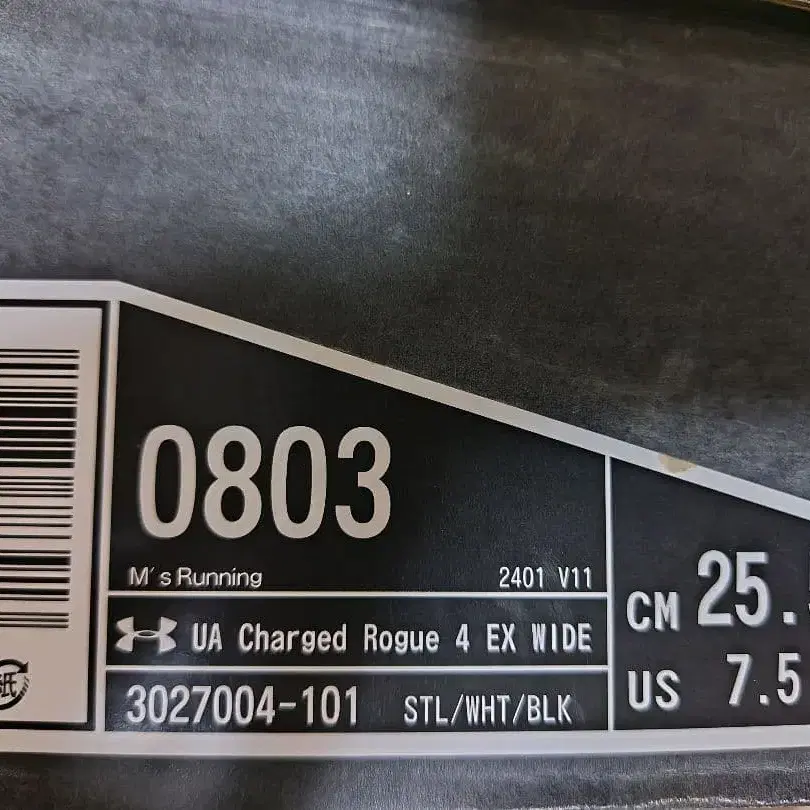 0803
M's Running 2401 V11
UA Charged Rogue 4 EX WIDE
3027004-101 STL/WHT/BLK
CM 25.
US 7.5
紙